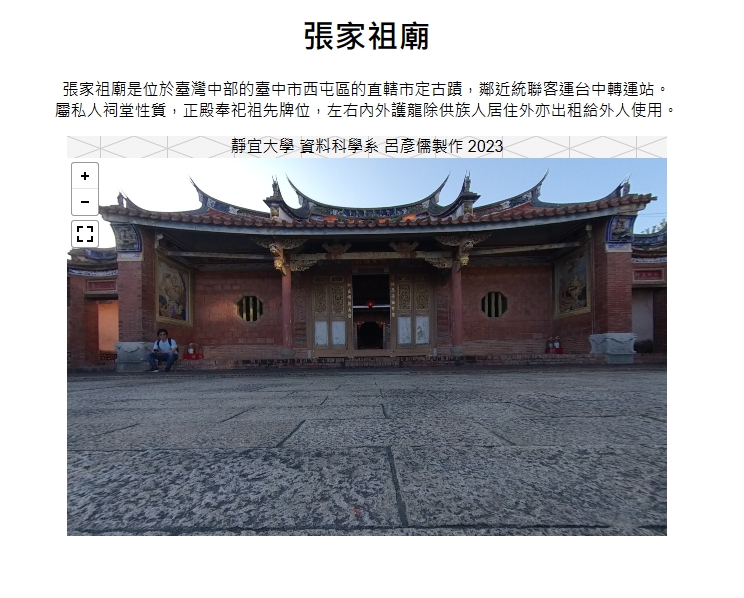 張家祖廟
張家祖廟是位於臺灣中部的臺中市西屯區的直轄市定古蹟，鄰近統聯客運台中轉運站。
屬私人祠堂性質，正殿奉祀祖先牌位，左右內外護龍除供族人居住外亦出租給外人使用。
靜宜大學 資料科學系 呂彥儒製作 2023
+
−